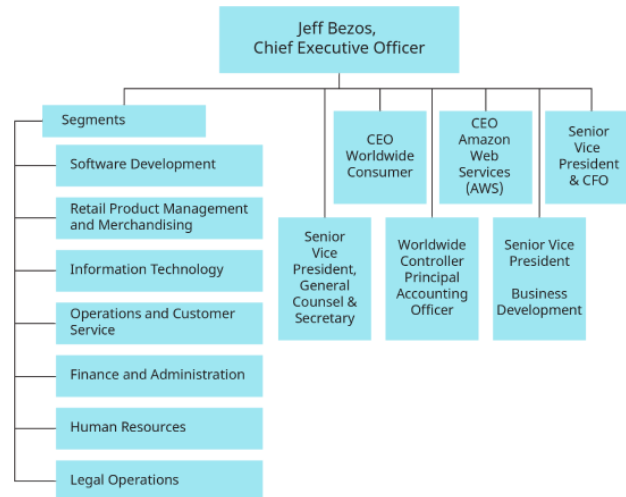 Jeff Bezos,
Chief Executive Officer
Segments
Software Development
Retail Product Management
and Merchandising
Information Technology
Operations and Customer
Service
Finance and Administration
Human Resources
Legal Operations
CEO
Worldwide
Consumer
CEO
Amazon
Web
Services
(AWS)
Senior
Vice
President
& CFO
Senior
Vice
President,
General
Counsel &
Secretary
Worldwide
Controller
Principal
Accounting
Officer
Senior Vice
President
Business
Development